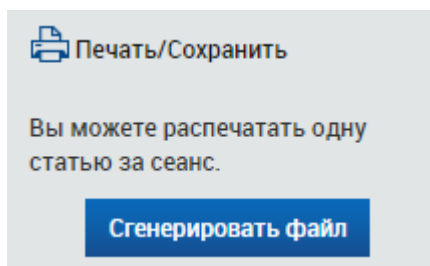 Печать/Сохранить
Вы можете распечатать одну
статью за сеанс.
Сгенерировать файл